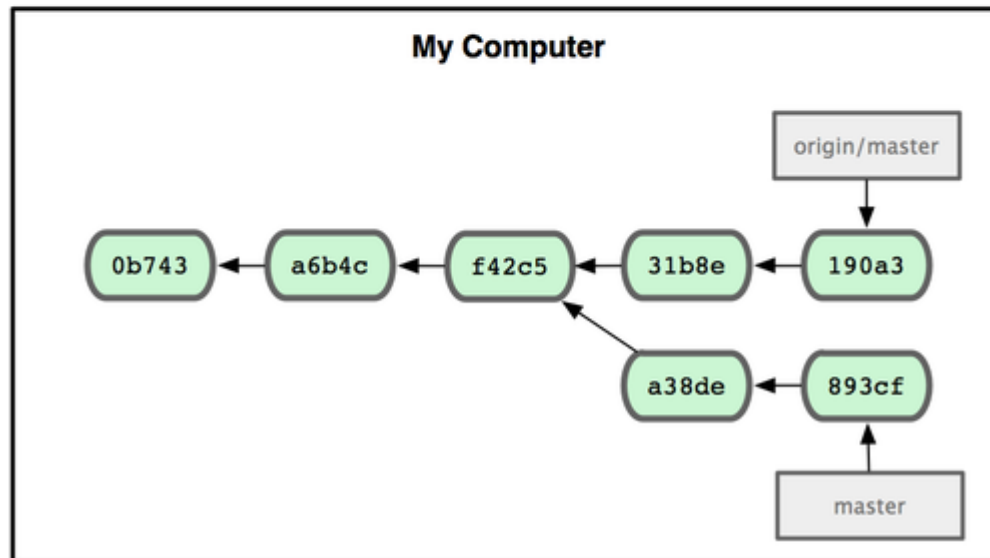 My Computer
origin/master
0b743
a6b4c
f42c5
31b8e
190a3
a38de
893cf
master